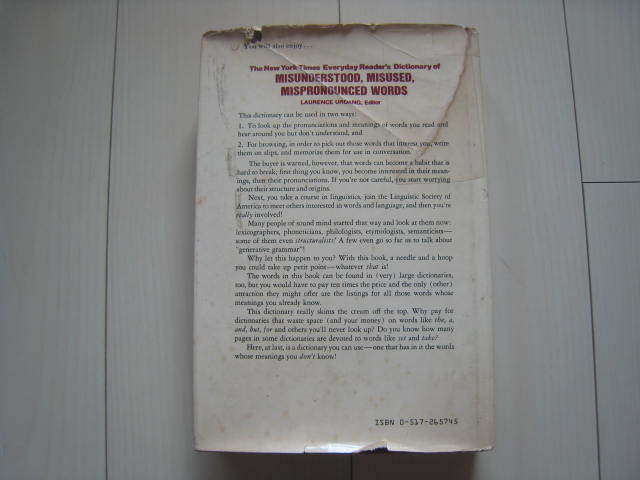 You will also enjoy . . .
The New York Times Everyday Reader's Dictionary of
MISUNDERSTOOD, MISUSED,
MISPRONOUNCED WORDS
LAURENCE URDANG, Editor
This dictionary can be used in two ways:
1. To look up the pronunciations and meanings of words you read and
hear around you but don't understand, and
2. For browsing, in order to pick out those words that interest you, write
them on slips, and memorize them for use in conversation.
The buyer is warned, however, that words can become a habit that is
hard to break; first thing you know, you become interested in their mean-
ings, then their pronunciations. If you're not careful, you start worrying
about their structure and origins.
Next, you take a course in linguistics, join the Linguistic Society of
America to meet others interested in words and language, and then you're
really involved!
Many people of sound mind started that way and look at them now:
lexicographers, phoneticians, philologists, etymologists, semanticists—
some of them even structuralists! A few even go so far as to talk about
"generative grammar"!
Why let this happen to you? With this book, a needle and a hoop
you could take up petit point—whatever that is!
The words in this book can be found in (very) large dictionaries,
too, but you would have to pay ten times the price and the only (other)
attraction they might offer are the listings for all those words whose
meanings you already know.
This dictionary really skims the cream off the top. Why pay for
dictionaries that waste space (and your money) on words like the, a,
and, but, for and others you'll never look up? Do you know how many
pages in some dictionaries are devoted to words like set and take?
Here, at last, is a dictionary you can use—one that has in it the words
whose meanings you don't know!
ISBN 0-517-265745